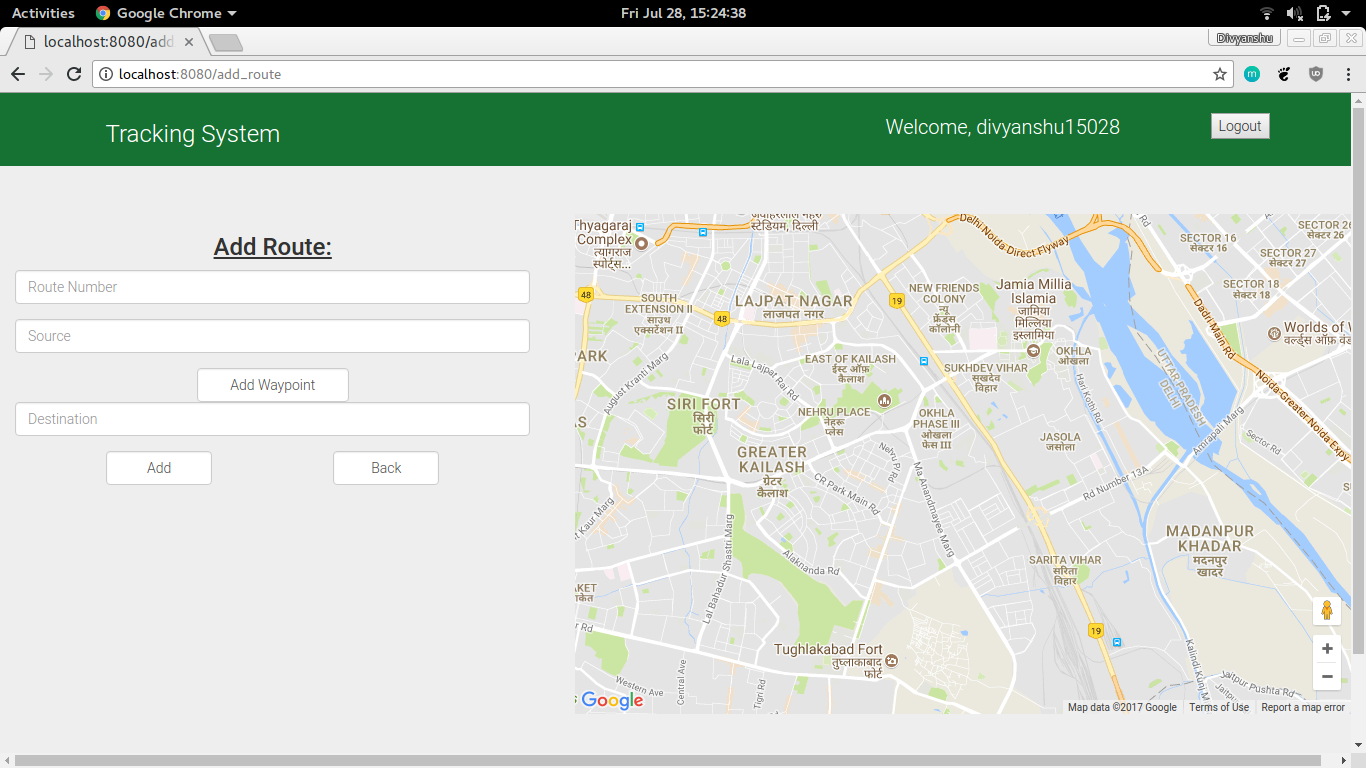 Activities
Google Chrome
Fri Jul 28, 15:24:38
localhost:8080/add
Divyanshu
localhost:8080/add_route
Tracking System
Welcome, divyanshu15028
Logout
Add Route:
Route Number
Source
Add Waypoint
Destination
Add
Back
Thyagaraj
Complex
त्यागराज
स्पोर्ट्स...
जवाहरलाल नेहरू
स्टेडियम, दिल्ली
Delhi Noida Direct Flyway
SECTOR 16
सेक्टर 16
SECTOR 26
सेक्टर 26
SECTOR 27
सेक्टर 27
SECTOR 18
सेक्टर 18
48
SOUTH
EXTENSION II
साउथ
एक्सटेंशन II
48
LAJPAT NAGAR
लाजपत नगर
19
NEW FRIENDS
COLONY
न्यू
फ्रेंड्स
कॉलोनी
Jamia Millia
Islamia
जामिया
मिल्लिया
इस्लामिया
Dadri Main Rd
Worlds of W
वर्ल्ड्स ऑफ़ वंड
PARK
August Kranti Marg
Lala Lajpat Rai Rd
EAST OF KAILASH
ईस्ट ऑफ़
कैलाश
OKHLA
ओखला
SUKHDEV VIHAR
सुखदेव
विहार
UTTAR PRADESH
DELHI
Noida-Greater Noida Expy
AS
SIRI FORT
सिरी
फोर्ट
NEHRU PLACE
नेहरू
प्लेस
OKHLA
PHASE III
ओखला
फेस III
Hari Kothi Rd
JASOLA
जसोला
Amrapali Marg
Sector Rd
GREATER
KAILASH
ग्रेटर
कैलाश
Nehru Pl
Rd
CR Park Main Rd
Ma Anandmayee Marg
Rd Number 13A
t Kaur Marg
Lal Bahadur Shastri Marg
Alaknanda Rd
MADANPUR
KHADAR
मदनपुर
खादर
SARITA VIHAR
सरिता
विहार
AKET
ाकेत
r Rd
19
Tughlakabad Fort
तुग़्लाकाबाद
फोर्ट
Western Ave
Central Ave
Tigri Rd
Kalindi Kunj
Jaitpur Pushta Rd
Jaitpur
Google
Map data ©2017 Google
Terms of Use
Report a map error